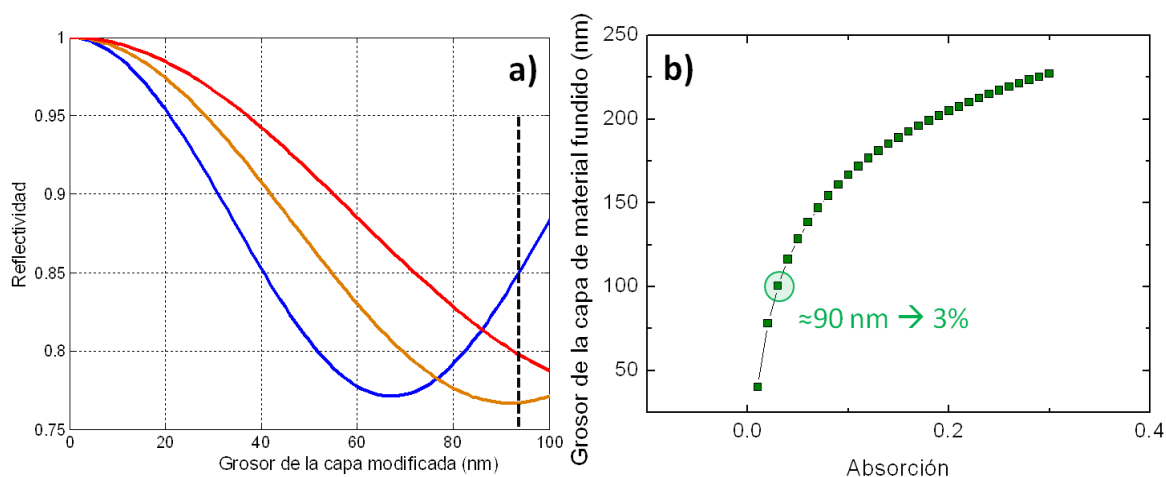 a)
1
0.95
0.9
0.85
0.8
0.75
Reflectividad
0 20 40 60 80 100
Grosor de la capa modificada (nm)
b)
250
200
150
100
50
Grosor de la capa de material fundido (nm)
≈90 nm → 3%
0.0 0.2 0.4
Absorción